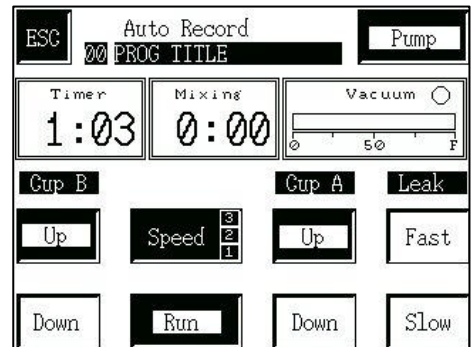 ESC
Auto Record
Pump
00 PROG TITLE
Timer
Mixing
Vacuum
1:03
0:00
0 50 F
Cup B
Cup A
Leak
Up
Speed
3
2
1
Up
Fast
Down
Run
Down
Slow